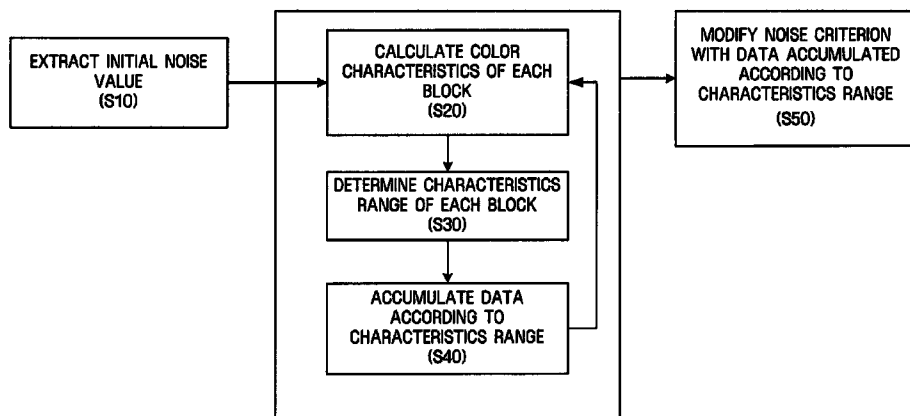 EXTRACT INITIAL NOISE
VALUE
(S10)
CALCULATE COLOR
CHARACTERISTICS OF EACH
BLOCK
(S20)
DETERMINE CHARACTERISTICS
RANGE OF EACH BLOCK
(S30)
ACCUMULATE DATA
ACCORDING TO
CHARACTERISTICS RANGE
(S40)
MODIFY NOISE CRITERION
WITH DATA ACCUMULATED
ACCORDING TO
CHARACTERISTICS RANGE
(S50)